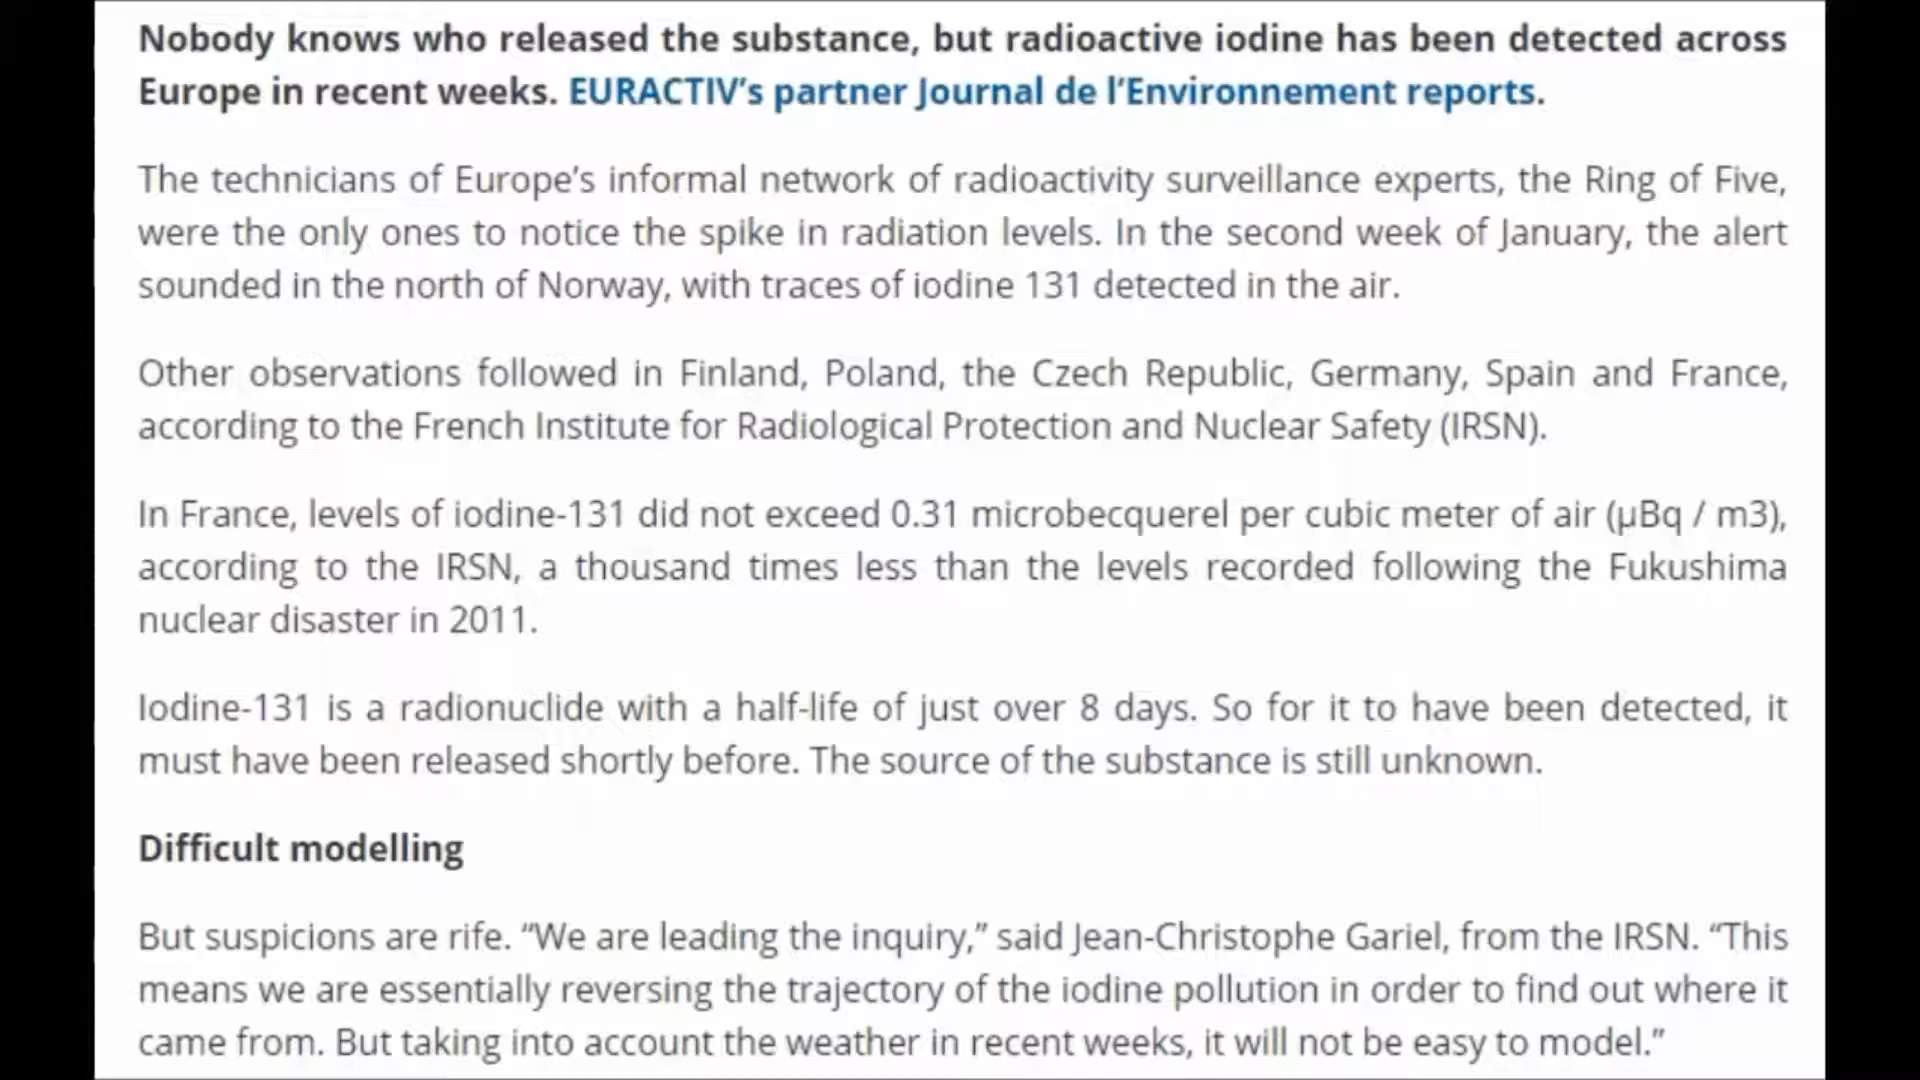 Nobody knows who released the substance, but radioactive iodine has been detected across
Europe in recent weeks. EURACTIV’s partner Journal de l’Environnement reports.
The technicians of Europe’s informal network of radioactivity surveillance experts, the Ring of Five,
were the only ones to notice the spike in radiation levels. In the second week of January, the alert
sounded in the north of Norway, with traces of iodine 131 detected in the air.
Other observations followed in Finland, Poland, the Czech Republic, Germany, Spain and France,
according to the French Institute for Radiological Protection and Nuclear Safety (IRSN).
In France, levels of iodine-131 did not exceed 0.31 microbecquerel per cubic meter of air (µBq / m3),
according to the IRSN, a thousand times less than the levels recorded following the Fukushima
nuclear disaster in 2011.
Iodine-131 is a radionuclide with a half-life of just over 8 days. So for it to have been detected, it
must have been released shortly before. The source of the substance is still unknown.
Difficult modelling
But suspicions are rife. “We are leading the inquiry,” said Jean-Christophe Gariel, from the IRSN. “This
means we are essentially reversing the trajectory of the iodine pollution in order to find out where it
came from. But taking into account the weather in recent weeks, it will not be easy to model.”